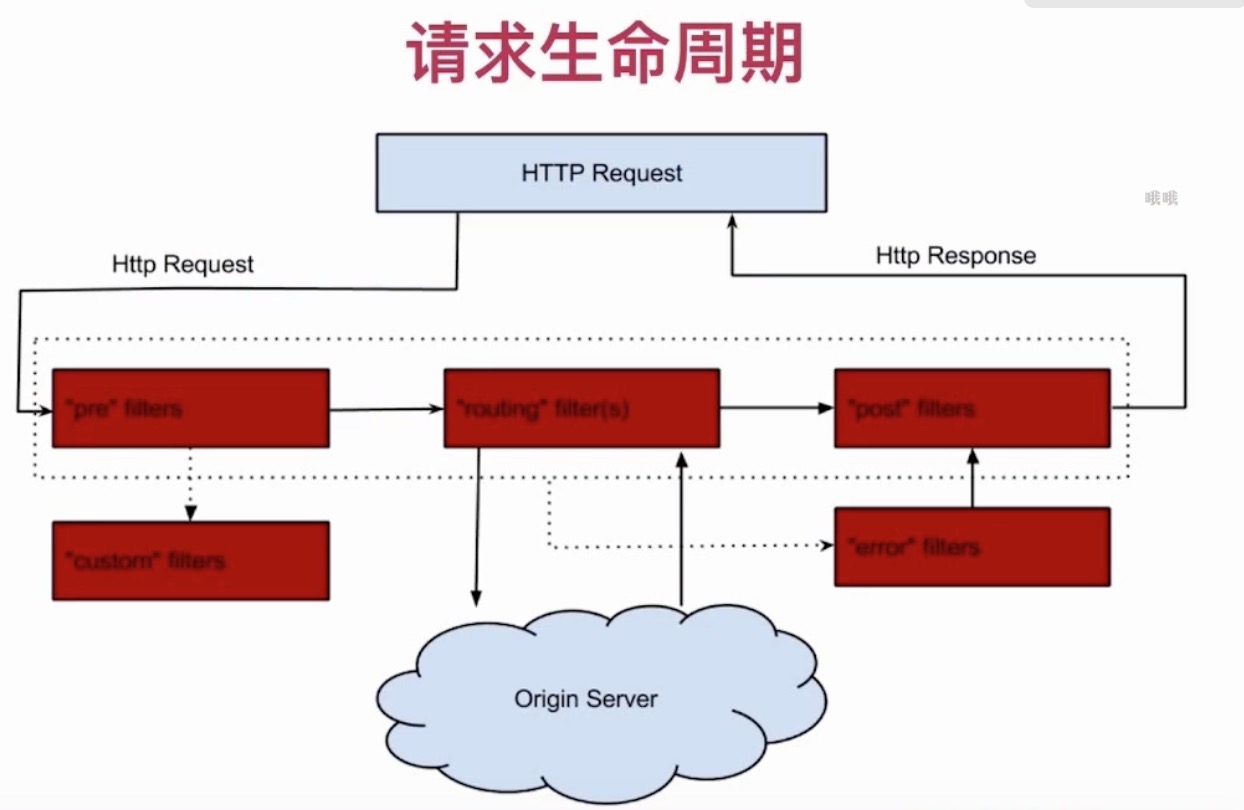 请求生命周期
HTTP Request
哦哦
Http Request
Http Response
"pre" filters
"routing" filter(s)
"post" filters
"custom" filters
"error" filters
Origin Server